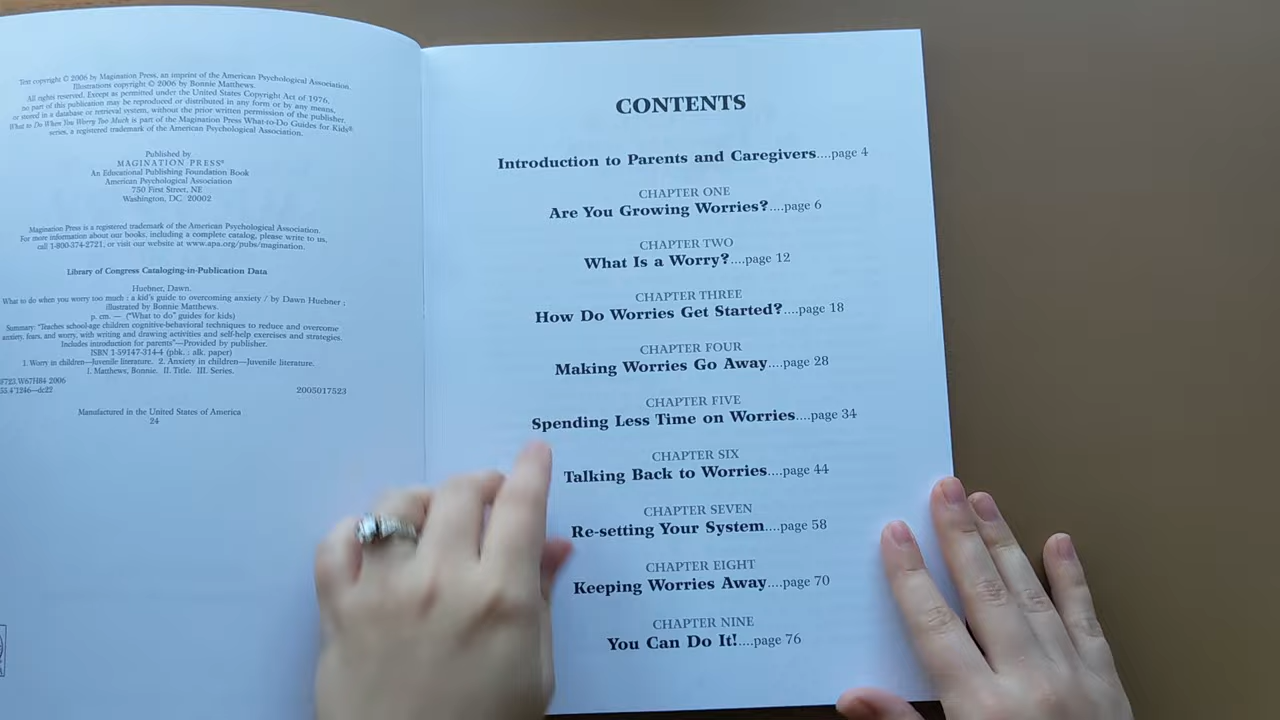 Text copyright © 2006 by Magination Press, an imprint of the American Psychological Association.
Illustrations copyright © 2006 by Bonnie Matthews.
All rights reserved. Except as permitted under the United States Copyright Act of 1976,
no part of this publication may be reproduced or distributed in any form or by any means,
or stored in a database or retrieval system, without the prior written permission of the publisher.
What to Do When You Worry Too Much is part of the Magination Press What-to-Do Guides for Kids®
series, a registered trademark of the American Psychological Association.
Published by
MAGINATION PRESS®
An Educational Publishing Foundation Book
American Psychological Association
750 First Street, NE
Washington, DC 20002
Magination Press is a registered trademark of the American Psychological Association.
For more information about our books, including a complete catalog, please write to us,
call 1-800-374-2721, or visit our website at www.apa.org/pubs/magination.
Library of Congress Cataloging-in-Publication Data
Huebner, Dawn.
What to do when you worry too much : a kid's guide to overcoming anxiety / by Dawn Huebner ;
illustrated by Bonnie Matthews.
p. cm. — ("What to do" guides for kids)
Summary: "Teaches school-age children cognitive-behavioral techniques to reduce and overcome
anxiety, fears, and worry, with writing and drawing activities and self-help exercises and strategies.
Includes introduction for parents"—Provided by publisher.
ISBN 1-59147-314-4 (pbk. : alk. paper)
1. Worry in children—Juvenile literature. 2. Anxiety in children—Juvenile literature.
I. Matthews, Bonnie. II. Title. III. Series.
F723.W67H84 2006
55.4'1246—dc22 2005017523
Manufactured in the United States of America
24
CONTENTS
Introduction to Parents and Caregivers....page 4
CHAPTER ONE
Are You Growing Worries?....page 6
CHAPTER TWO
What Is a Worry?....page 12
CHAPTER THREE
How Do Worries Get Started?....page 18
CHAPTER FOUR
Making Worries Go Away....page 28
CHAPTER FIVE
Spending Less Time on Worries....page 34
CHAPTER SIX
Talking Back to Worries....page 44
CHAPTER SEVEN
Re-setting Your System....page 58
CHAPTER EIGHT
Keeping Worries Away....page 70
CHAPTER NINE
You Can Do It!....page 76